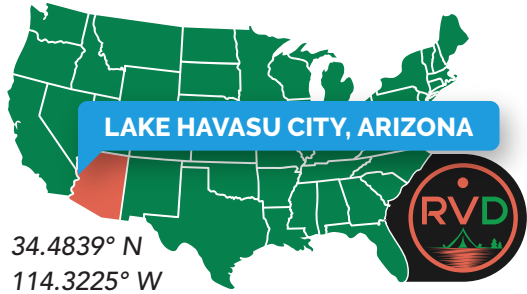 LAKE HAVASU CITY, ARIZONA
RVD
34.4839° N
114.3225° W